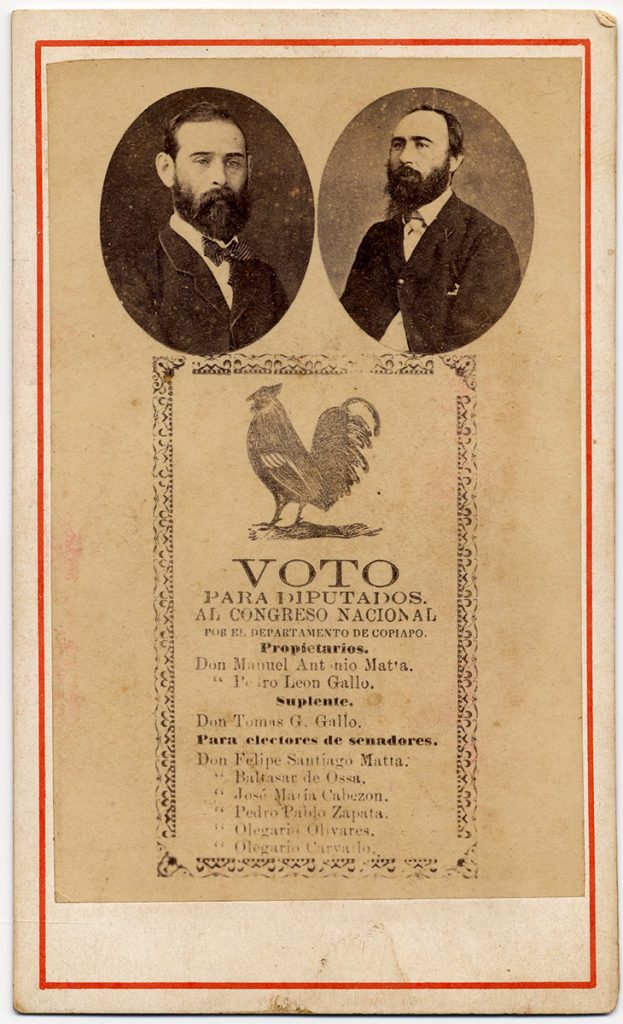 VOTO
PARA DIPUTADOS.
AL CONGRESO NACIONAL
POR EL DEPARTAMENTO DE COPIAPO.
Propietarios.
Don Manuel Antonio Matta.
“ Pedro Leon Gallo.
Suplente.
Don Tomas G. Gallo.
Para electores de senadores.
Don Felipe Santiago Matta.
“ Baltasar de Ossa.
“ José Maria Cabezon.
“ Pedro Pablo Zapata.
“ Olegario Olivares.
“ Olegario Carvallo.